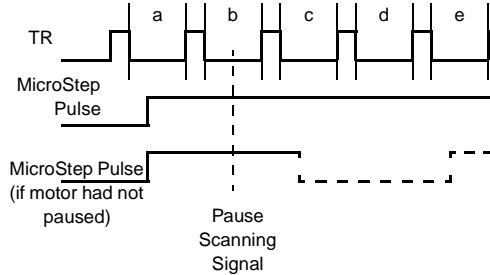 a b c d e
TR
MicroStep
Pulse
MicroStep Pulse
(if motor had not
paused)
Pause
Scanning
Signal